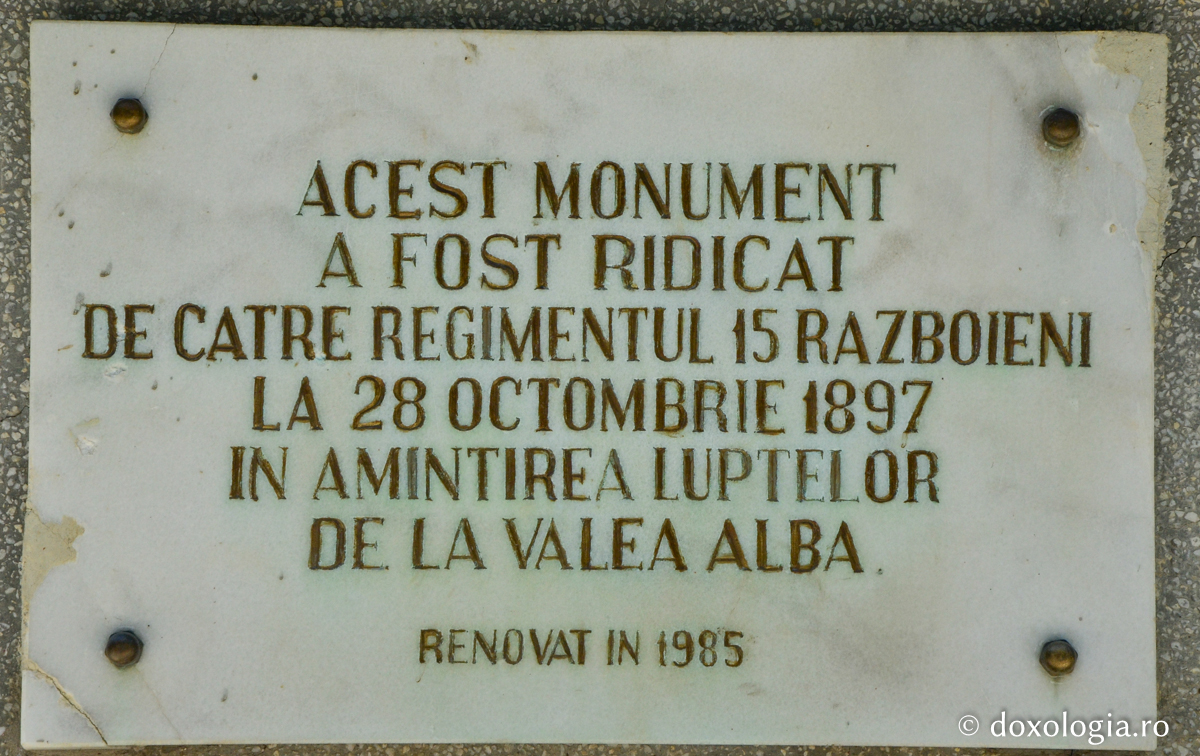 ACEST MONUMENT
A FOST RIDICAT
DE CATRE REGIMENTUL 15 RAZBOIENI
LA 28 OCTOMBRIE 1897
IN AMINTIREA LUPTELOR
DE LA VALEA ALBA.
RENOVAT IN 1985
© doxologia.ro